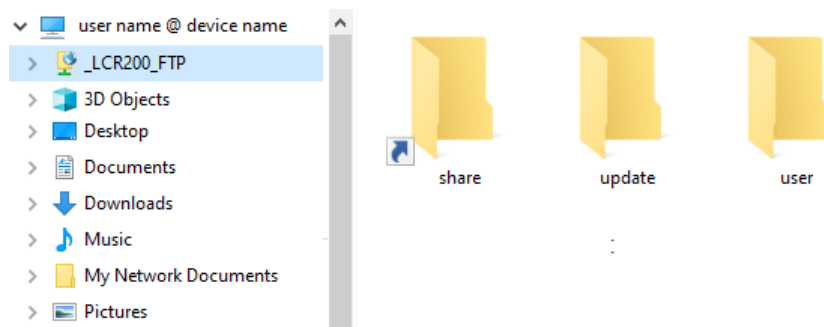 user name @ device name
_LCR200_FTP
3D Objects
Desktop
Documents
Downloads
Music
My Network Documents
Pictures
share
update
user
: